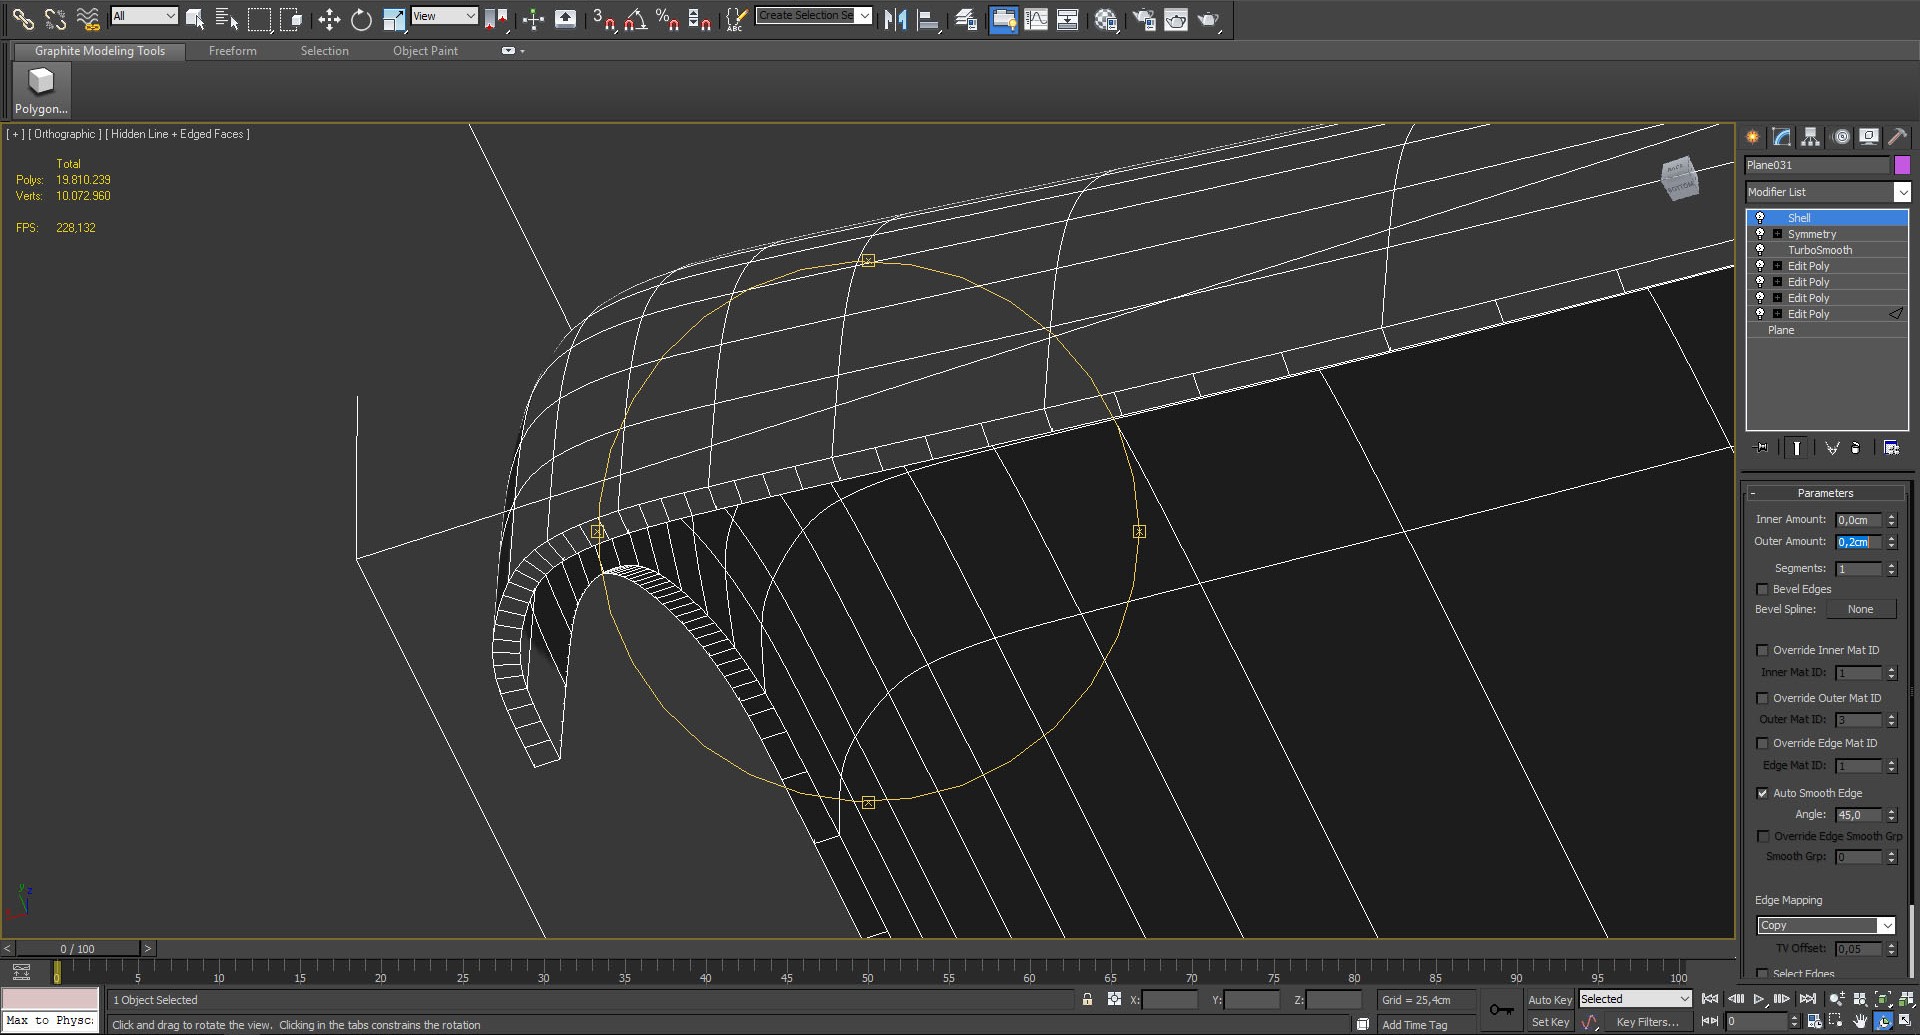 All
View
3
ABC
Create Selection Se
Graphite Modeling Tools
Freeform
Selection
Object Paint
Polygon...
[ + ] [ Orthographic ] [ Hidden Line + Edged Faces ]
Total
Polys: 19.810.239
Verts: 10.072.960
FPS: 228,132
BACK
BOTTOM
Plane031
Modifier List
Shell
Symmetry
TurboSmooth
Edit Poly
Edit Poly
Edit Poly
Edit Poly
Plane
- Parameters
Inner Amount: 0,0cm
Outer Amount: 0,2cm
Segments: 1
Bevel Edges
Bevel Spline: None
Override Inner Mat ID
Inner Mat ID: 1
Override Outer Mat ID
Outer Mat ID: 3
Override Edge Mat ID
Edge Mat ID: 1
Auto Smooth Edge
Angle: 45,0
Override Edge Smooth Grp
Smooth Grp: 0
Edge Mapping
Copy
TV Offset: 0,05
Select Edges
y z
< 0 / 100 >
0 5 10 15 20 25 30 35 40 45 50 55 60 65 70 75 80 85 90 95 100
1 Object Selected
X: Y: Z:
Grid = 25,4cm
Auto Key
Selected
Max to Physc:
Click and drag to rotate the view. Clicking in the tabs constrains the rotation
Add Time Tag
Set Key
Key Filters...
0